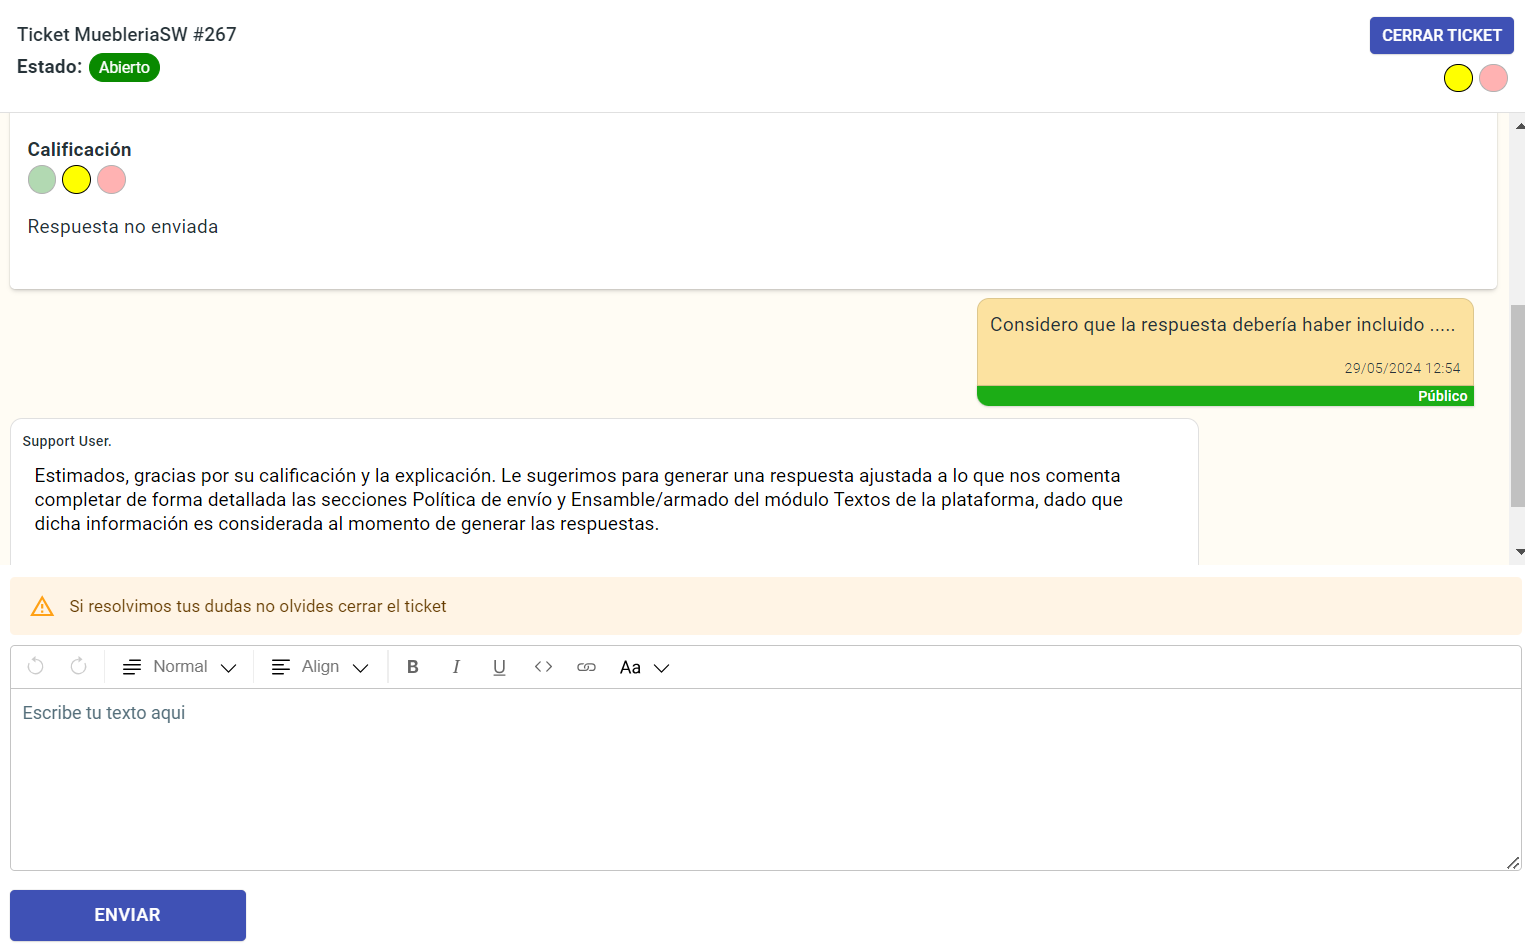 Ticket MuebleriaSW #267
CERRAR TICKET
Estado: Abierto
Calificación
Respuesta no enviada
Considero que la respuesta debería haber incluido .....
29/05/2024 12:54
Público
Support User.
Estimados, gracias por su calificación y la explicación. Le sugerimos para generar una respuesta ajustada a lo que nos comenta
completar de forma detallada las secciones Política de envío y Ensamble/armado del módulo Textos de la plataforma, dado que
dicha información es considerada al momento de generar las respuestas.
Si resolvimos tus dudas no olvides cerrar el ticket
Normal Align B I U <> Aa
Escribe tu texto aqui
ENVIAR